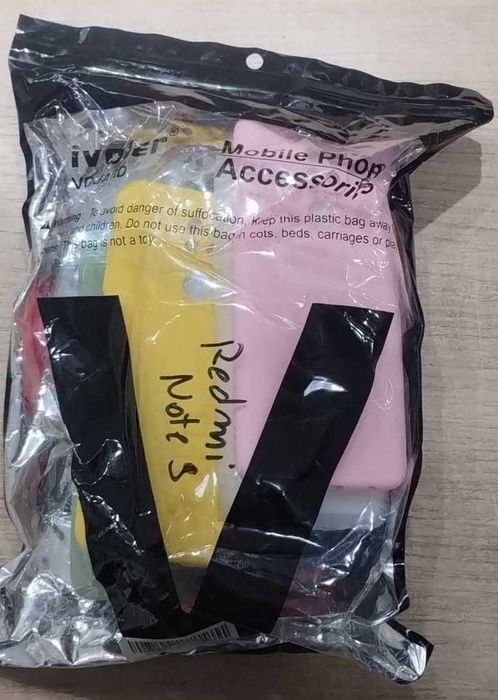 ivoler®
Mobile Phon
Accessorie
Warning: To avoid danger of suffocation, keep this plastic bag away
and children. Do not use this bag in cots, beds, carriages or pla
This bag is not a toy.
Redmi
Note 8